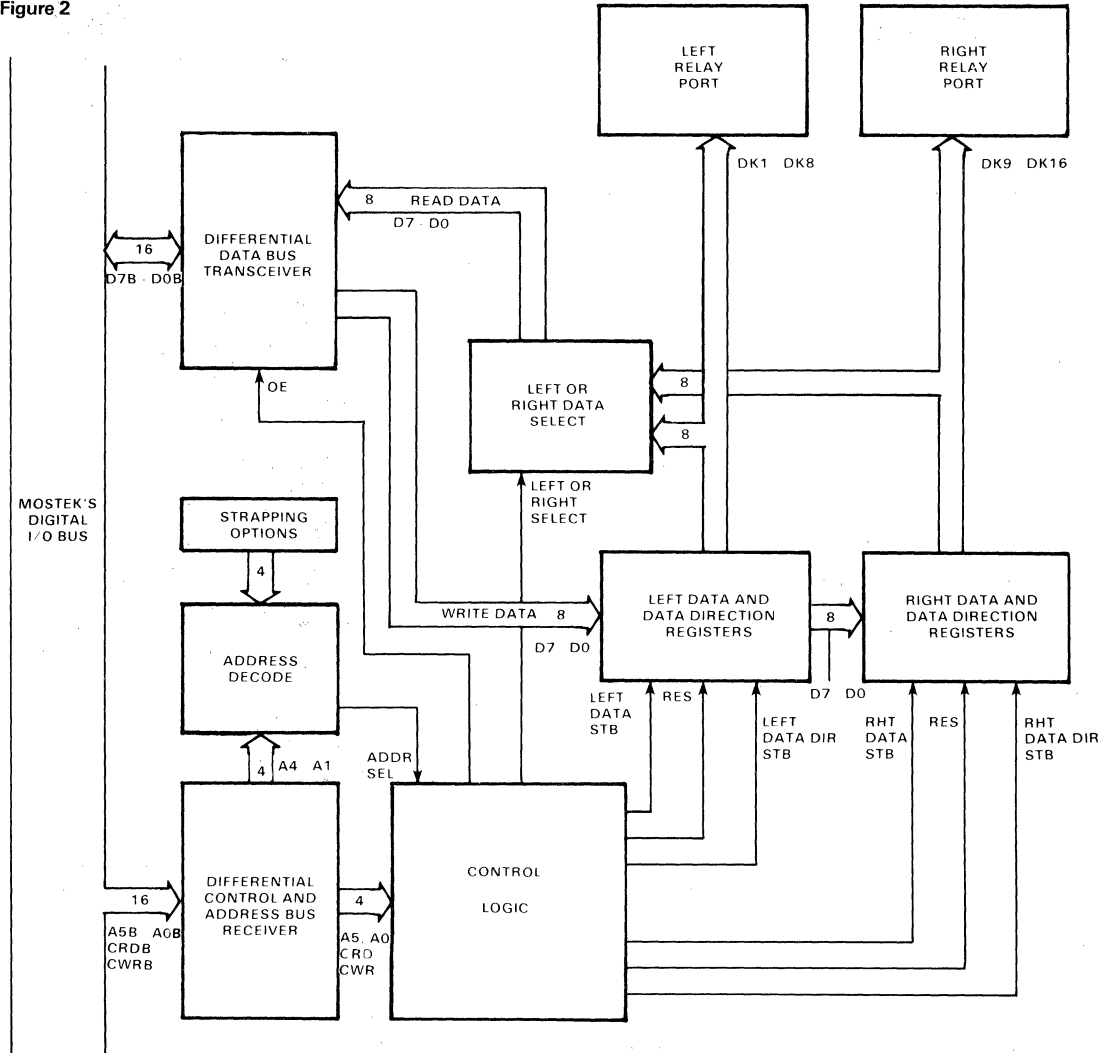 Figure 2
LEFT
RELAY
PORT
RIGHT
RELAY
PORT
DK1 DK8
DK9 DK16
8 READ DATA
D7 - D0
DIFFERENTIAL
DATA BUS
TRANSCEIVER
16
D7B - D0B
OE
LEFT OR
RIGHT DATA
SELECT
8
8
LEFT OR
RIGHT
SELECT
MOSTEK'S
DIGITAL
I/O BUS
STRAPPING
OPTIONS
4
ADDRESS
DECODE
WRITE DATA 8
D7 D0
LEFT DATA AND
DATA DIRECTION
REGISTERS
8
D7 D0
RIGHT DATA AND
DATA DIRECTION
REGISTERS
LEFT
DATA
STB
RES
LEFT
DATA DIR
STB
RHT
DATA
STB
RES
RHT
DATA DIR
STB
4
A4 A1
ADDR
SEL
DIFFERENTIAL
CONTROL AND
ADDRESS BUS
RECEIVER
16
A5B A0B
CRDB
CWRB
4
A5, A0
CRD
CWR
CONTROL
LOGIC